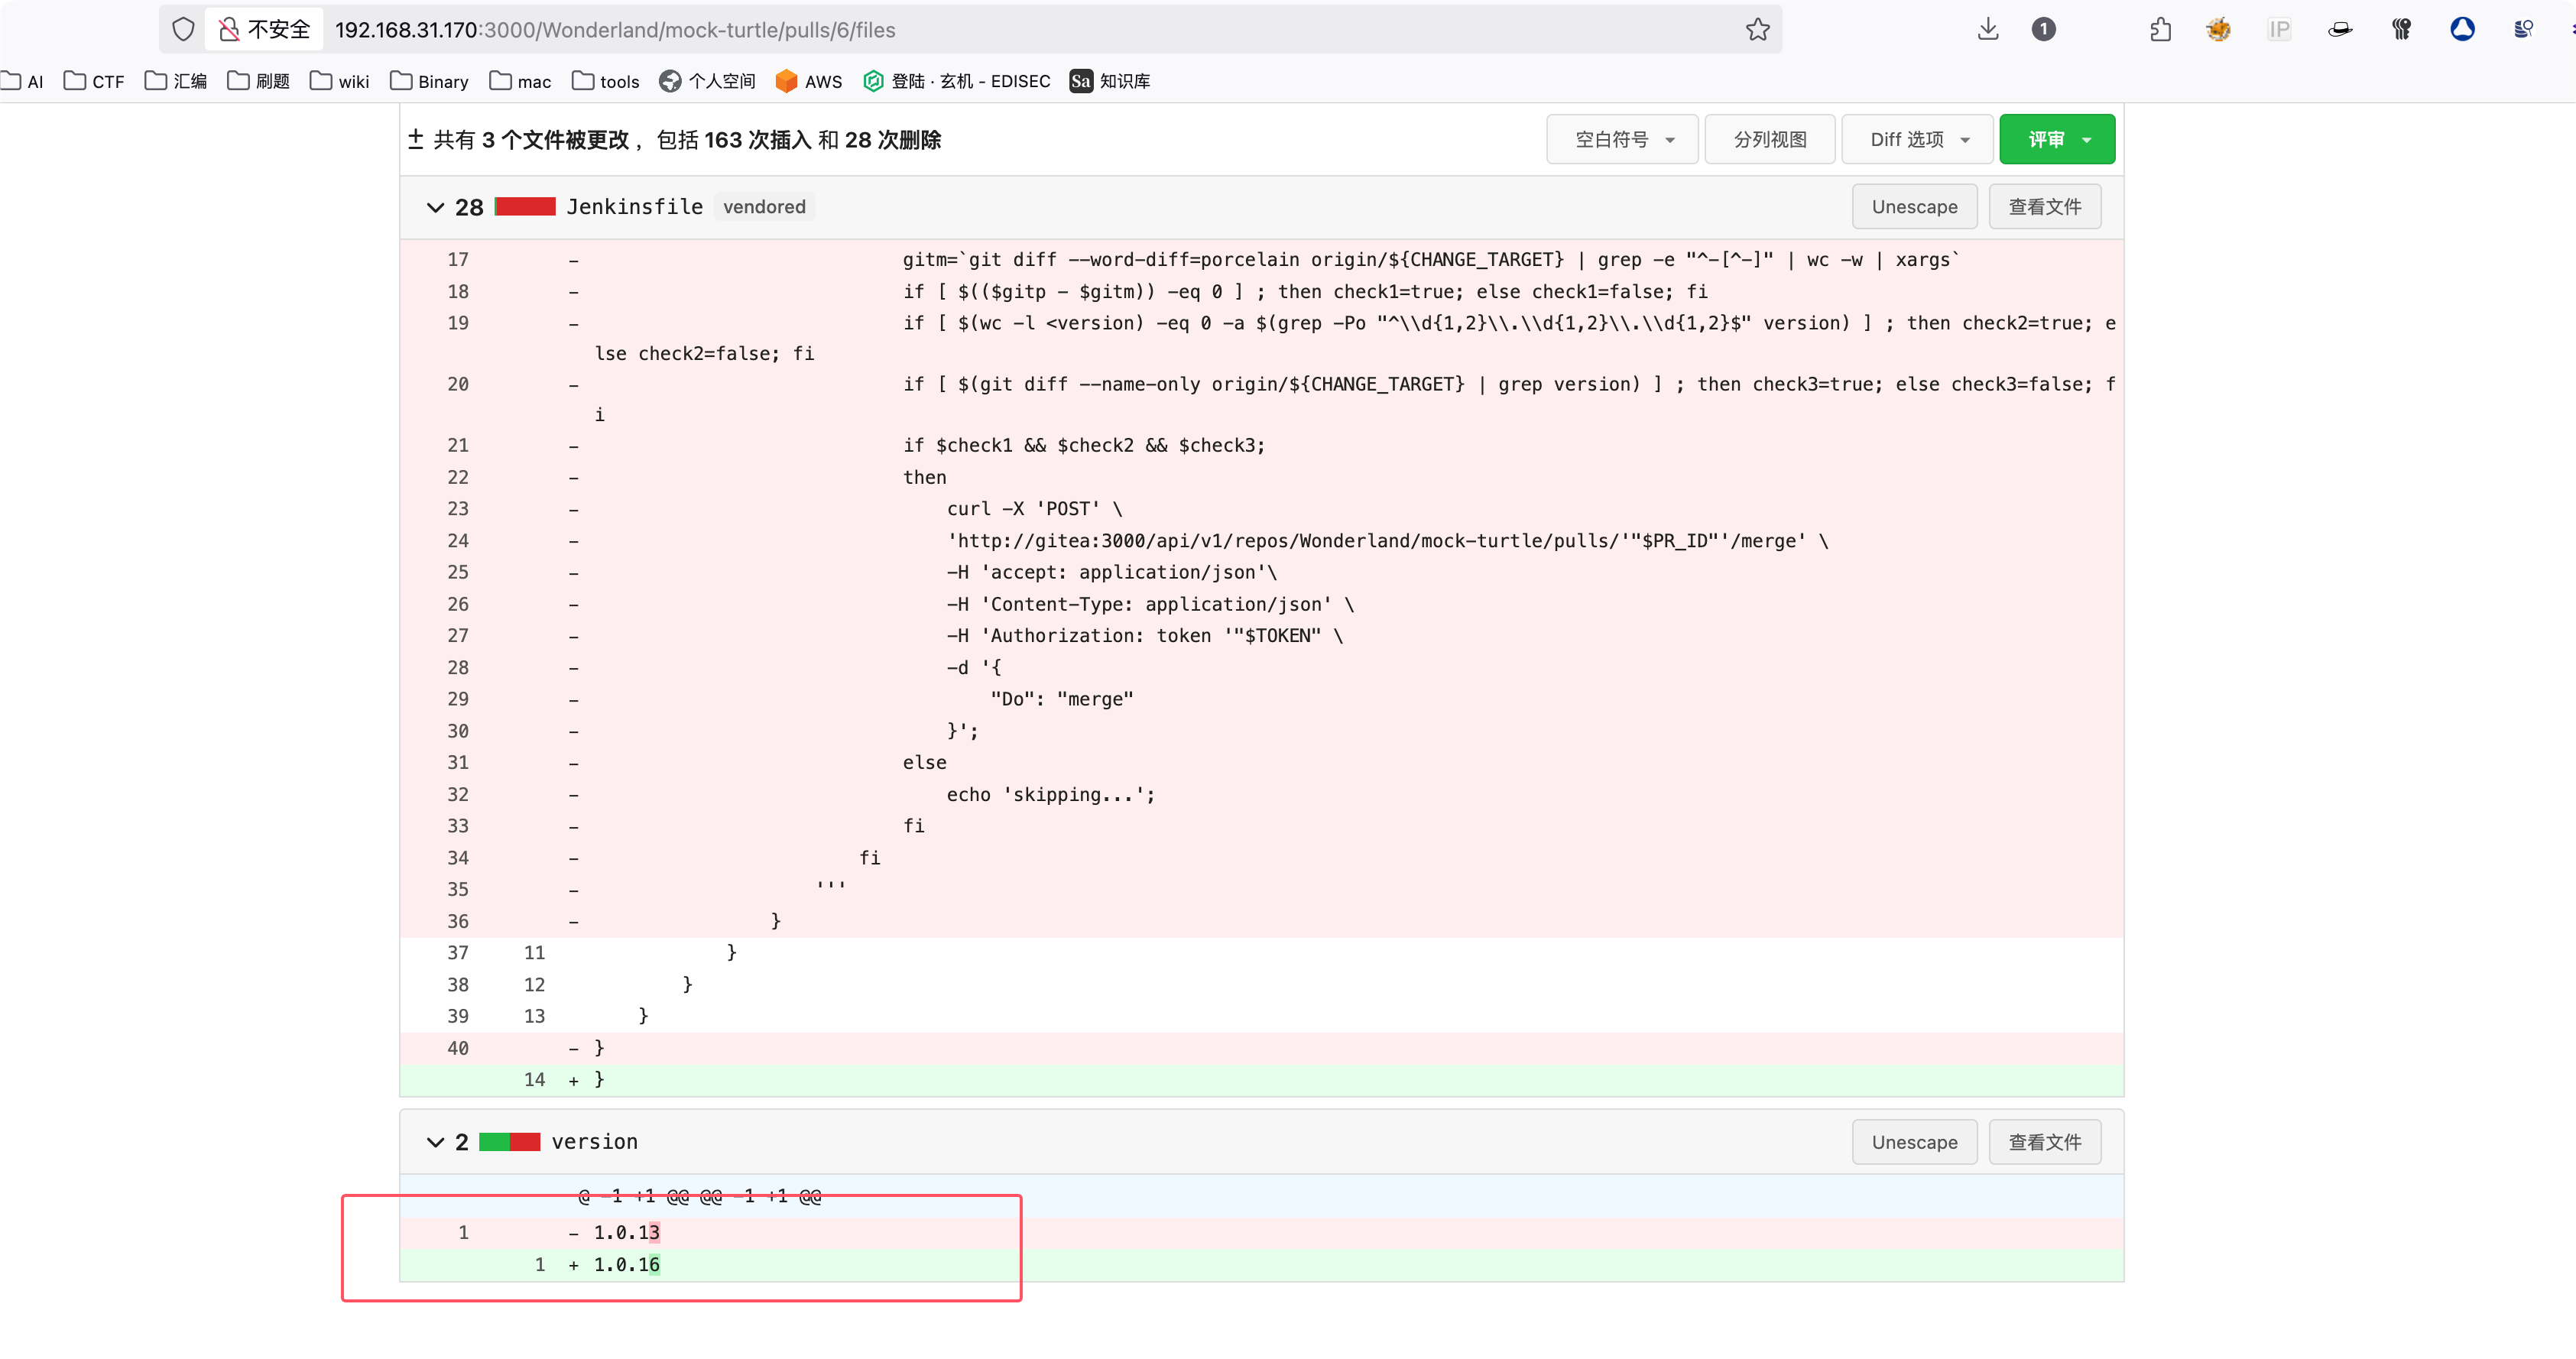 不安全 192.168.31.170:3000/Wonderland/mock-turtle/pulls/6/files 1 IP
AI CTF 汇编 刷题 wiki Binary mac tools 个人空间 AWS 登陆 · 玄机 - EDISEC Sa 知识库
共有 3 个文件被更改，包括 163 次插入 和 28 次删除 空白符号 分列视图 Diff 选项 评审
28 Jenkinsfile vendored Unescape 查看文件
17 - gitm=`git diff --word-diff=porcelain origin/${CHANGE_TARGET} | grep -e "^-[^-]" | wc -w | xargs`
18 - if [ $(($gitp - $gitm)) -eq 0 ] ; then check1=true; else check1=false; fi
19 - if [ $(wc -l <version) -eq 0 -a $(grep -Po "^\\d{1,2}\\.\\d{1,2}\\.\\d{1,2}$" version) ] ; then check2=true; e
lse check2=false; fi
20 - if [ $(git diff --name-only origin/${CHANGE_TARGET} | grep version) ] ; then check3=true; else check3=false; f
i
21 - if $check1 && $check2 && $check3;
22 - then
23 - curl -X 'POST' \
24 - 'http://gitea:3000/api/v1/repos/Wonderland/mock-turtle/pulls/'"$PR_ID"'/merge' \
25 - -H 'accept: application/json'\
26 - -H 'Content-Type: application/json' \
27 - -H 'Authorization: token '"$TOKEN" \
28 - -d '{
29 - "Do": "merge"
30 - }';
31 - else
32 - echo 'skipping...';
33 - fi
34 - fi
35 - '''
36 - }
37 11 }
38 12 }
39 13 }
40 - }
14 + }
2 version Unescape 查看文件
@ -1 +1 @@ @@ -1 +1 @@
1 - 1.0.13
1 + 1.0.16